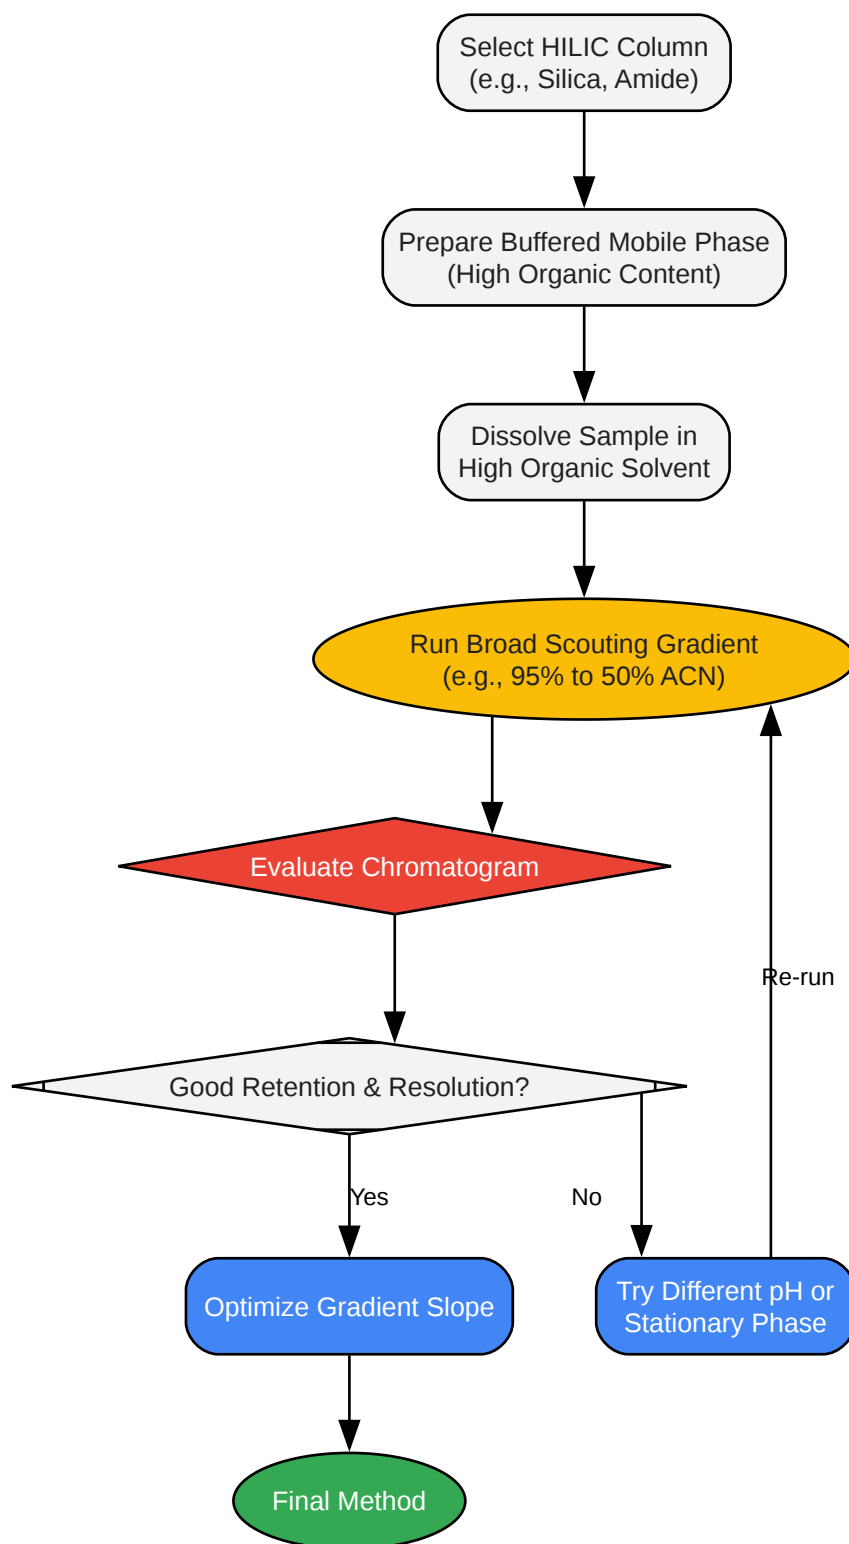 Select HILIC Column
(e.g., Silica, Amide)
Prepare Buffered Mobile Phase
(High Organic Content)
Dissolve Sample in
High Organic Solvent
Run Broad Scouting Gradient
(e.g., 95% to 50% ACN)
Evaluate Chromatogram
Re-run
Good Retention & Resolution?
Yes
No
Optimize Gradient Slope
Try Different pH or
Stationary Phase
Final Method